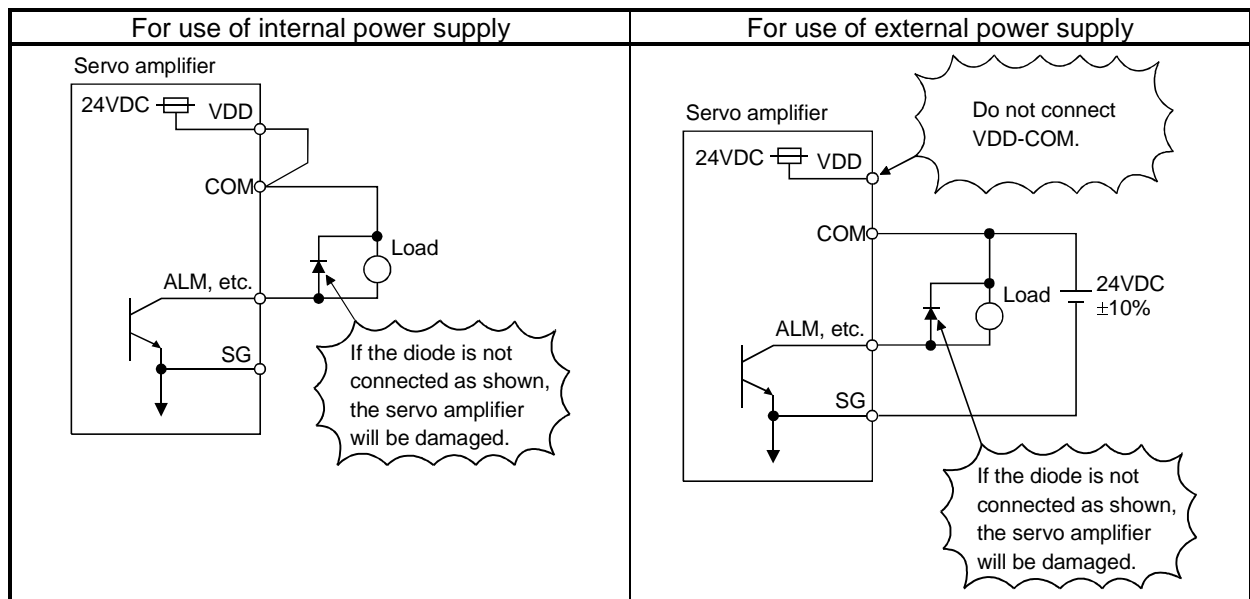 For use of internal power supply
Servo amplifier
24VDC
VDD
COM
Load
ALM, etc.
SG
If the diode is not
connected as shown,
the servo amplifier
will be damaged.
For use of external power supply
Do not connect
VDD-COM.
Servo amplifier
24VDC
VDD
COM
Load
24VDC
±10%
ALM, etc.
SG
If the diode is not
connected as shown,
the servo amplifier
will be damaged.